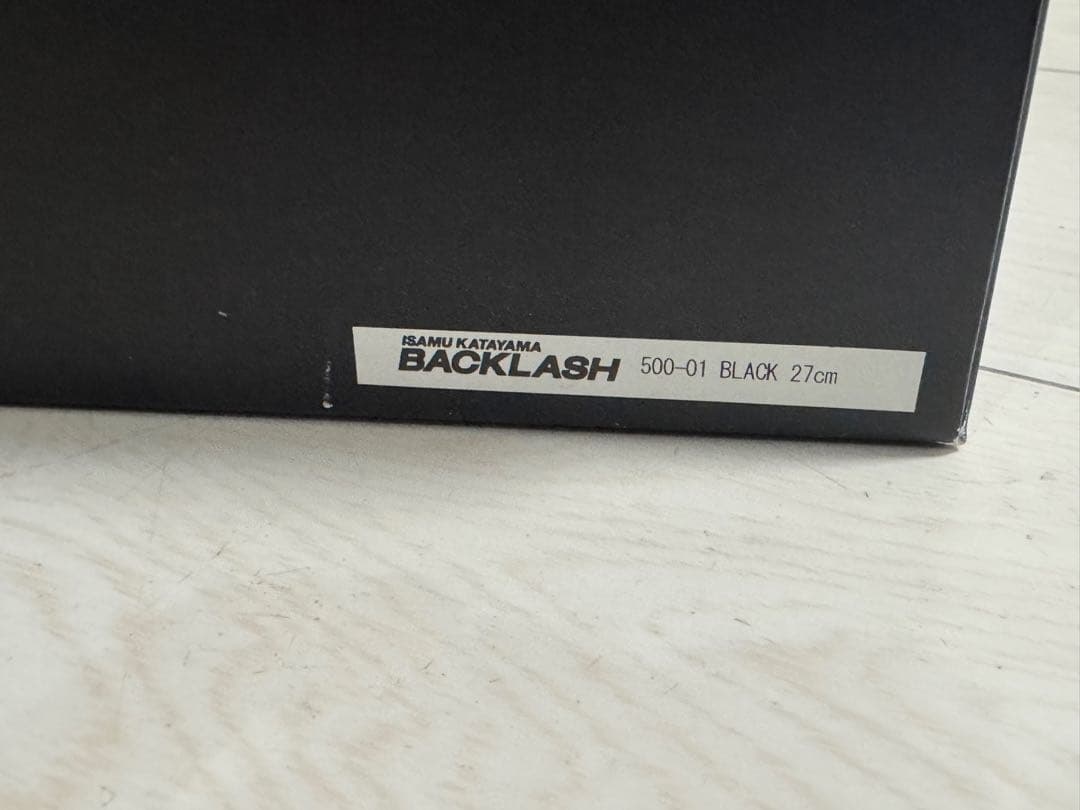 ISAMU KATAYAMA
BACKLASH 500-01 BLACK 27cm